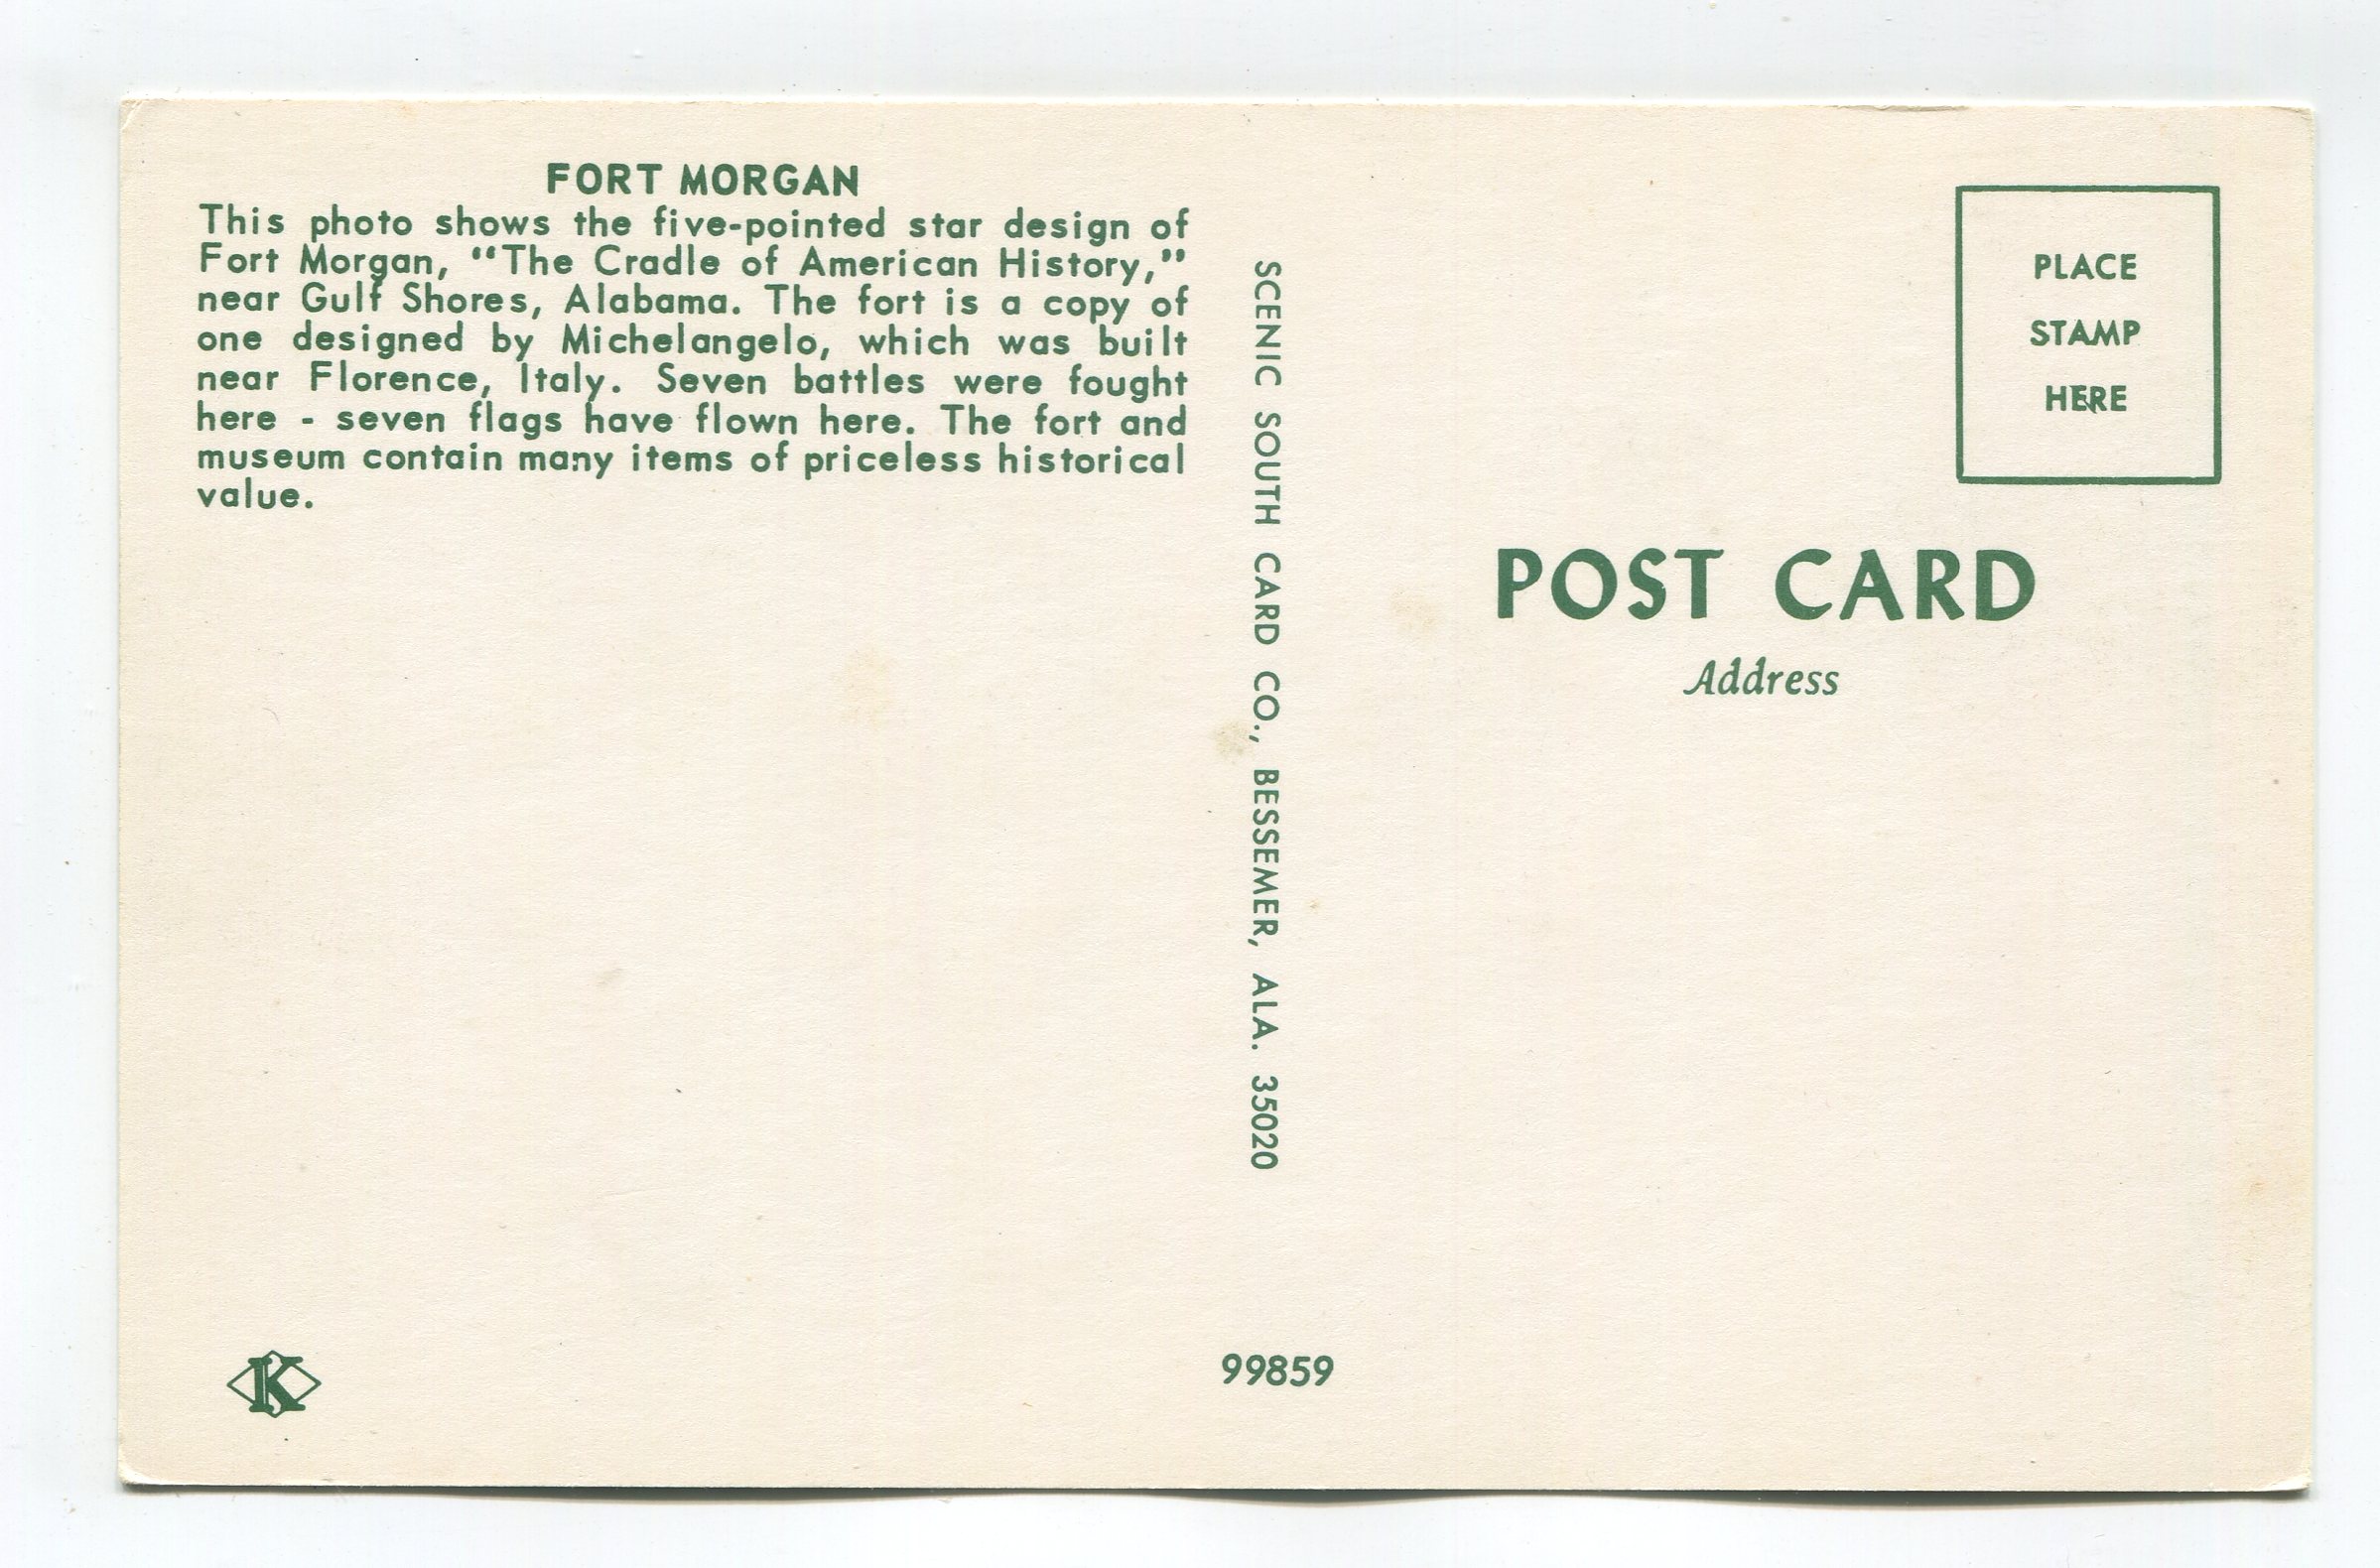 FORT MORGAN
This photo shows the five-pointed star design of
Fort Morgan, “The Cradle of American History,”
near Gulf Shores, Alabama. The fort is a copy of
one designed by Michelangelo, which was built
near Florence, Italy. Seven battles were fought
here - seven flags have flown here. The fort and
museum contain many items of priceless historical
value.
SCENIC SOUTH CARD CO., BESSEMER, ALA. 35020
PLACE
STAMP
HERE
POST CARD
Address
K
99859